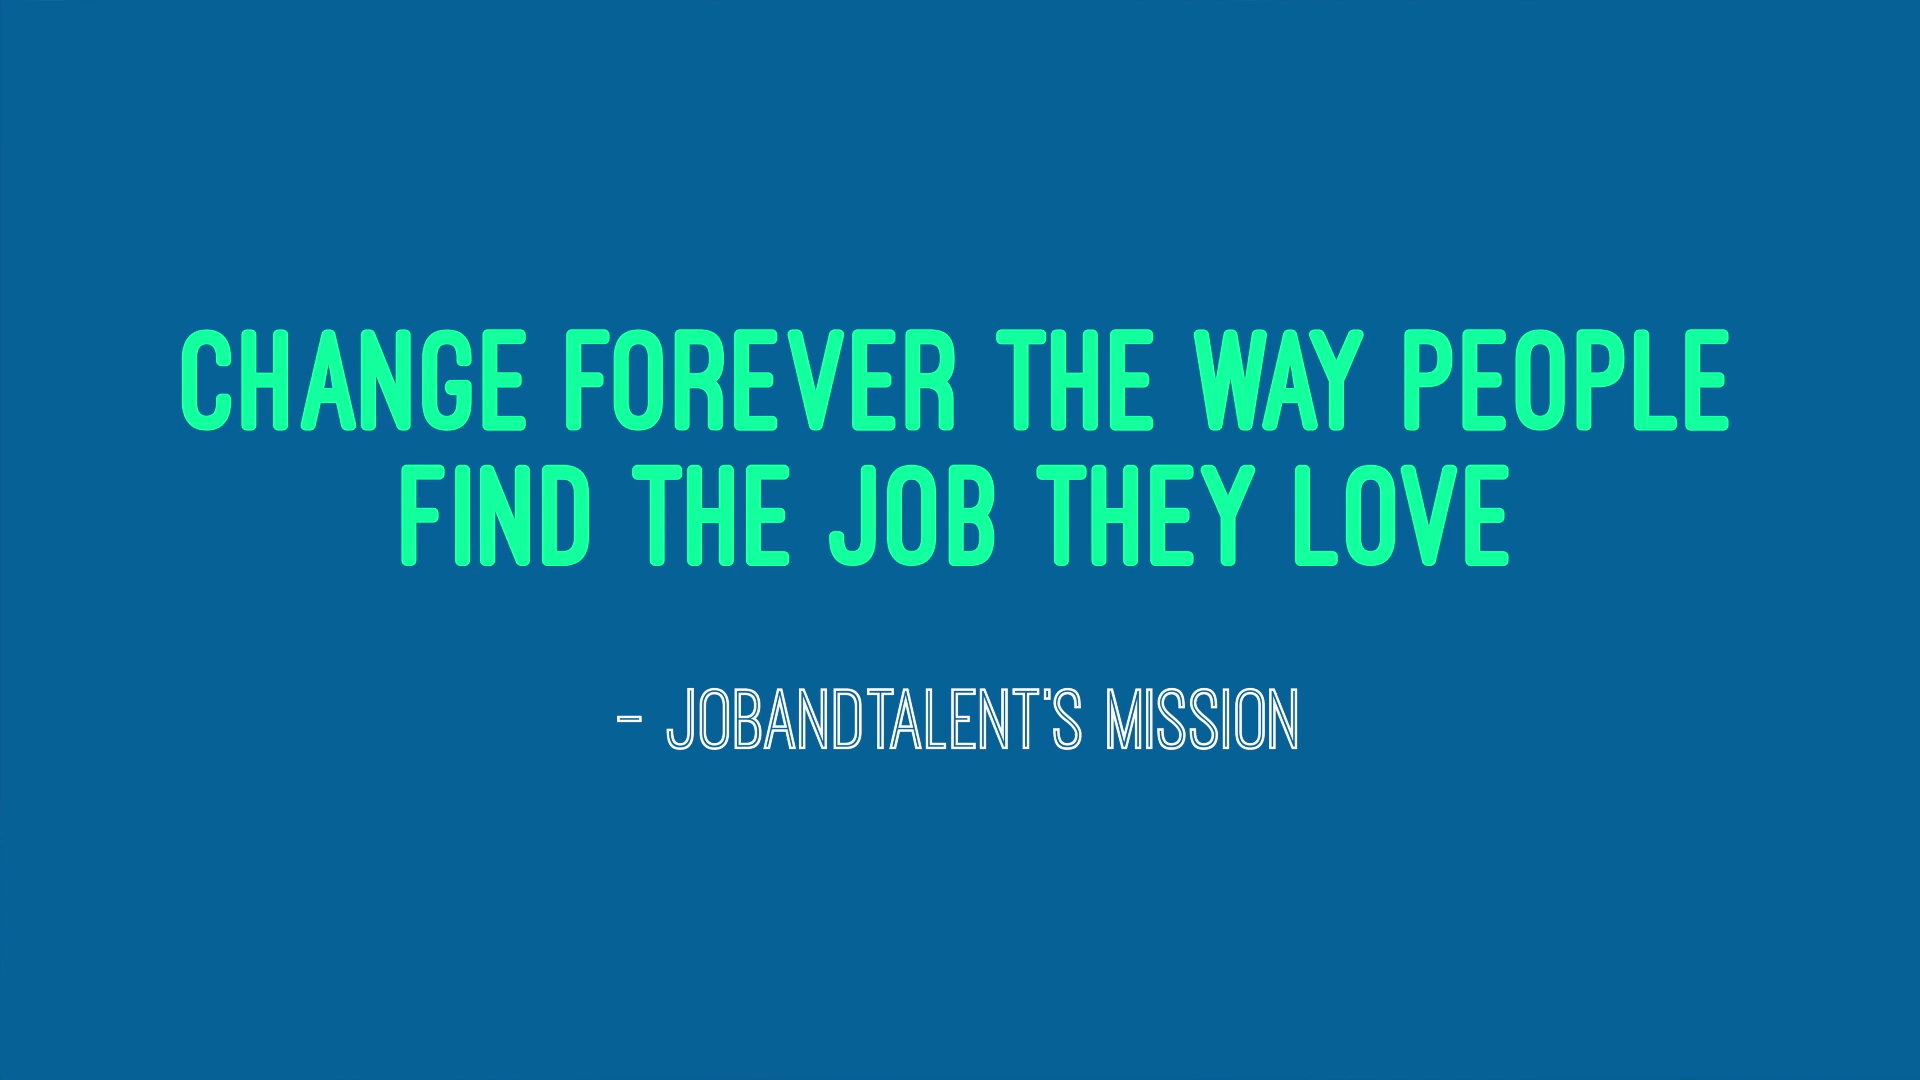 CHANGE FOREVER THE WAY PEOPLE
FIND THE JOB THEY LOVE
- JOBANDTALENT'S MISSION